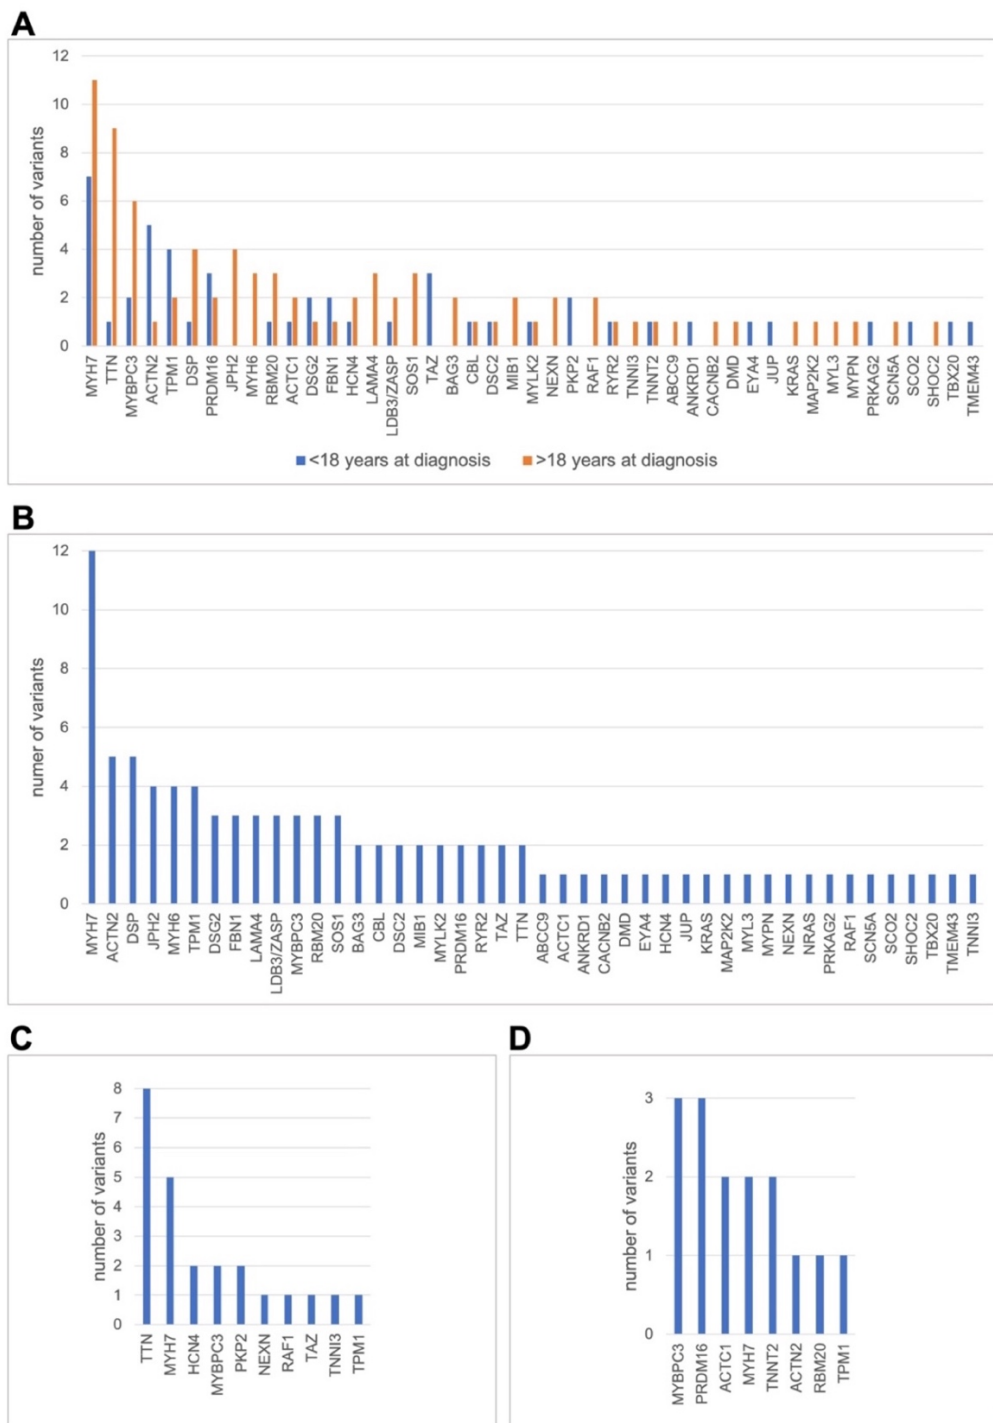 A
12
10
8
6
4
2
0
number of variants
MYH7
TTN
MYBPC3
ACTN2
TPM1
DSP
PRDM16
JPH2
MYH6
RBM20
ACTC1
DSG2
FBN1
HCN4
LAMA4
LDB3/ZASP
SOS1
TAZ
BAG3
CBL
DSC2
MIB1
MYLK2
NEXN
PKP2
RAF1
RYR2
TNNI3
TNNT2
ABCC9
ANKRD1
CACNB2
DMD
EYA4
JUP
KRAS
MAP2K2
MYL3
MYPN
PRKAG2
SCN5A
SCO2
SHOC2
TBX20
TMEM43
<18 years at diagnosis >18 years at diagnosis
B
12
10
8
6
4
2
0
numer of variants
MYH7
ACTN2
DSP
JPH2
MYH6
TPM1
DSG2
FBN1
LAMA4
LDB3/ZASP
MYBPC3
RBM20
SOS1
BAG3
CBL
DSC2
MIB1
MYLK2
PRDM16
RYR2
TAZ
TTN
ABCC9
ACTC1
ANKRD1
CACNB2
DMD
EYA4
HCN4
JUP
KRAS
MAP2K2
MYL3
MYPN
NEXN
NRAS
PRKAG2
RAF1
SCN5A
SCO2
SHOC2
TBX20
TMEM43
TNNI3
C
8
7
6
5
4
3
2
1
0
number of variants
TTN
MYH7
HCN4
MYBPC3
PKP2
NEXN
RAF1
TAZ
TNNI3
TPM1
D
3
2
1
0
number of variants
MYBPC3
PRDM16
ACTC1
MYH7
TNNT2
ACTN2
RBM20
TPM1